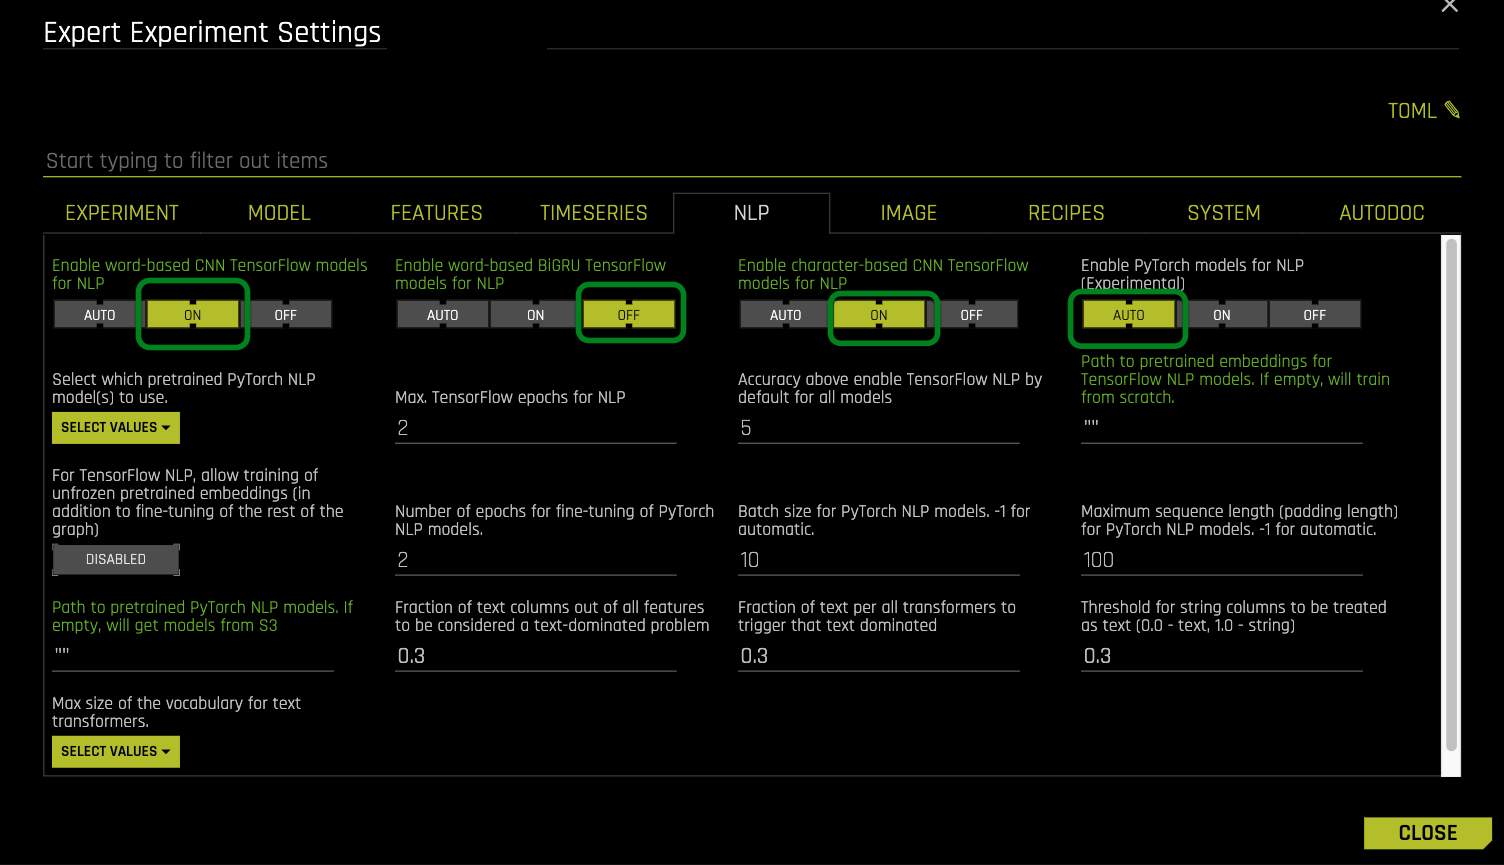 Expert Experiment Settings
TOML
Start typing to filter out items
EXPERIMENT MODEL FEATURES TIMESERIES NLP IMAGE RECIPES SYSTEM AUTODOC
Enable word-based CNN TensorFlow models
for NLP
AUTO ON OFF
Enable word-based BiGRU TensorFlow
models for NLP
AUTO ON OFF
Enable character-based CNN TensorFlow
models for NLP
AUTO ON OFF
Enable PyTorch models for NLP
(Experimental)
AUTO ON OFF
Select which pretrained PyTorch NLP
model(s) to use.
SELECT VALUES
Max. TensorFlow epochs for NLP
2
Accuracy above enable TensorFlow NLP by
default for all models
5
Path to pretrained embeddings for
TensorFlow NLP models. If empty, will train
from scratch.
""
For TensorFlow NLP, allow training of
unfrozen pretrained embeddings (in
addition to fine-tuning of the rest of the
graph)
DISABLED
Number of epochs for fine-tuning of PyTorch
NLP models.
2
Batch size for PyTorch NLP models. -1 for
automatic.
10
Maximum sequence length (padding length)
for PyTorch NLP models. -1 for automatic.
100
Path to pretrained PyTorch NLP models. If
empty, will get models from S3
""
Fraction of text columns out of all features
to be considered a text-dominated problem
0.3
Fraction of text per all transformers to
trigger that text dominated
0.3
Threshold for string columns to be treated
as text (0.0 - text, 1.0 - string)
0.3
Max size of the vocabulary for text
transformers.
SELECT VALUES
CLOSE